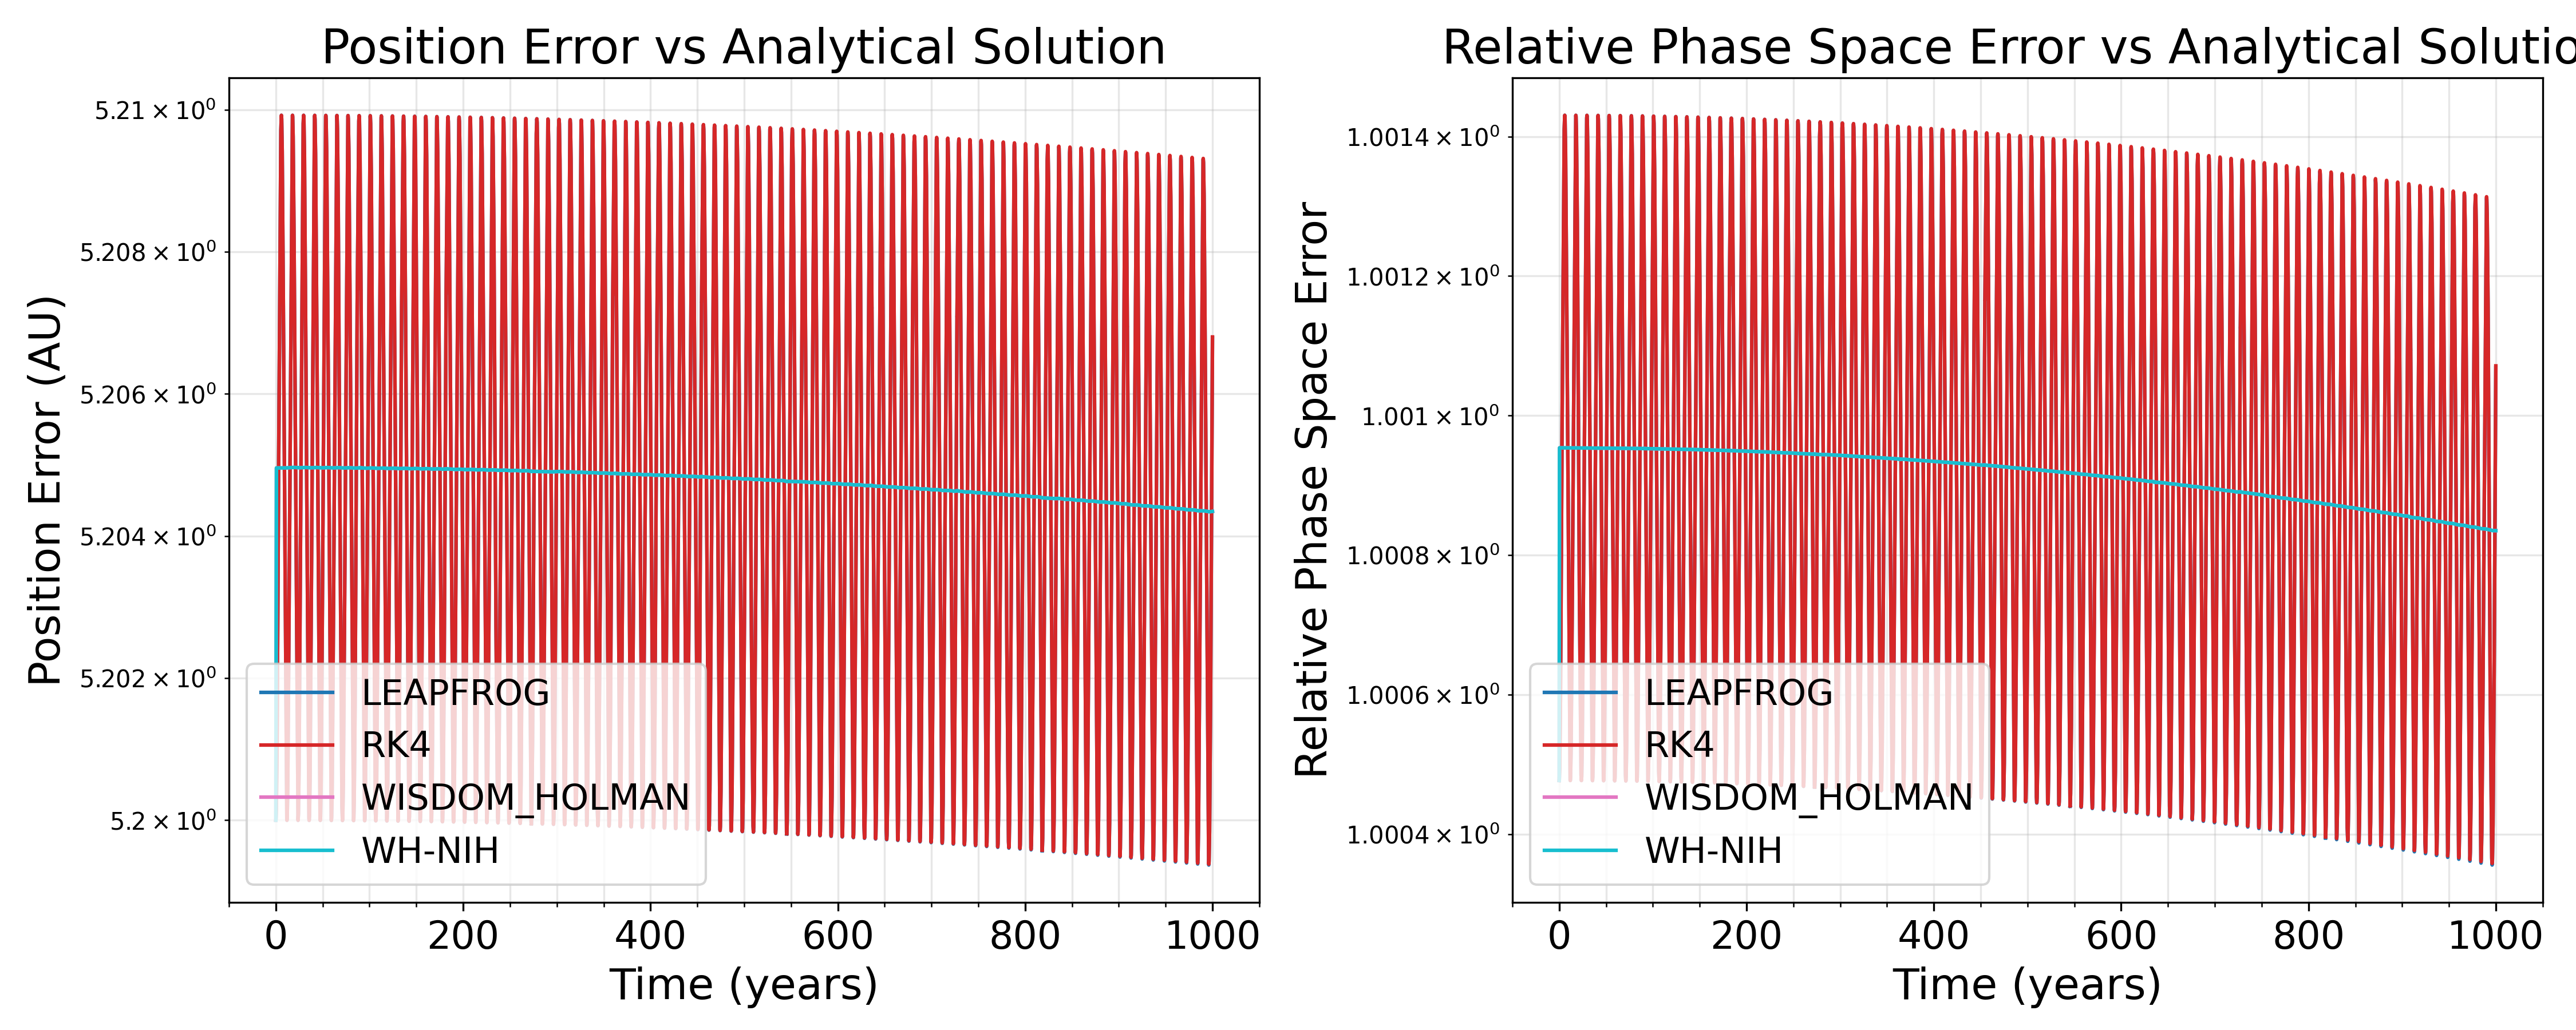 Position Error vs Analytical Solution
Position Error (AU)
5.21 × 10⁰
5.208 × 10⁰
5.206 × 10⁰
5.204 × 10⁰
5.202 × 10⁰
5.2 × 10⁰
LEAPFROG
RK4
WISDOM_HOLMAN
WH-NIH
0 200 400 600 800 1000
Time (years)
Relative Phase Space Error vs Analytical Solutio
Relative Phase Space Error
1.00014 × 10⁰
1.00012 × 10⁰
1.001 × 10⁰
1.0008 × 10⁰
1.0006 × 10⁰
1.0004 × 10⁰
LEAPFROG
RK4
WISDOM_HOLMAN
WH-NIH
0 200 400 600 800 1000
Time (years)